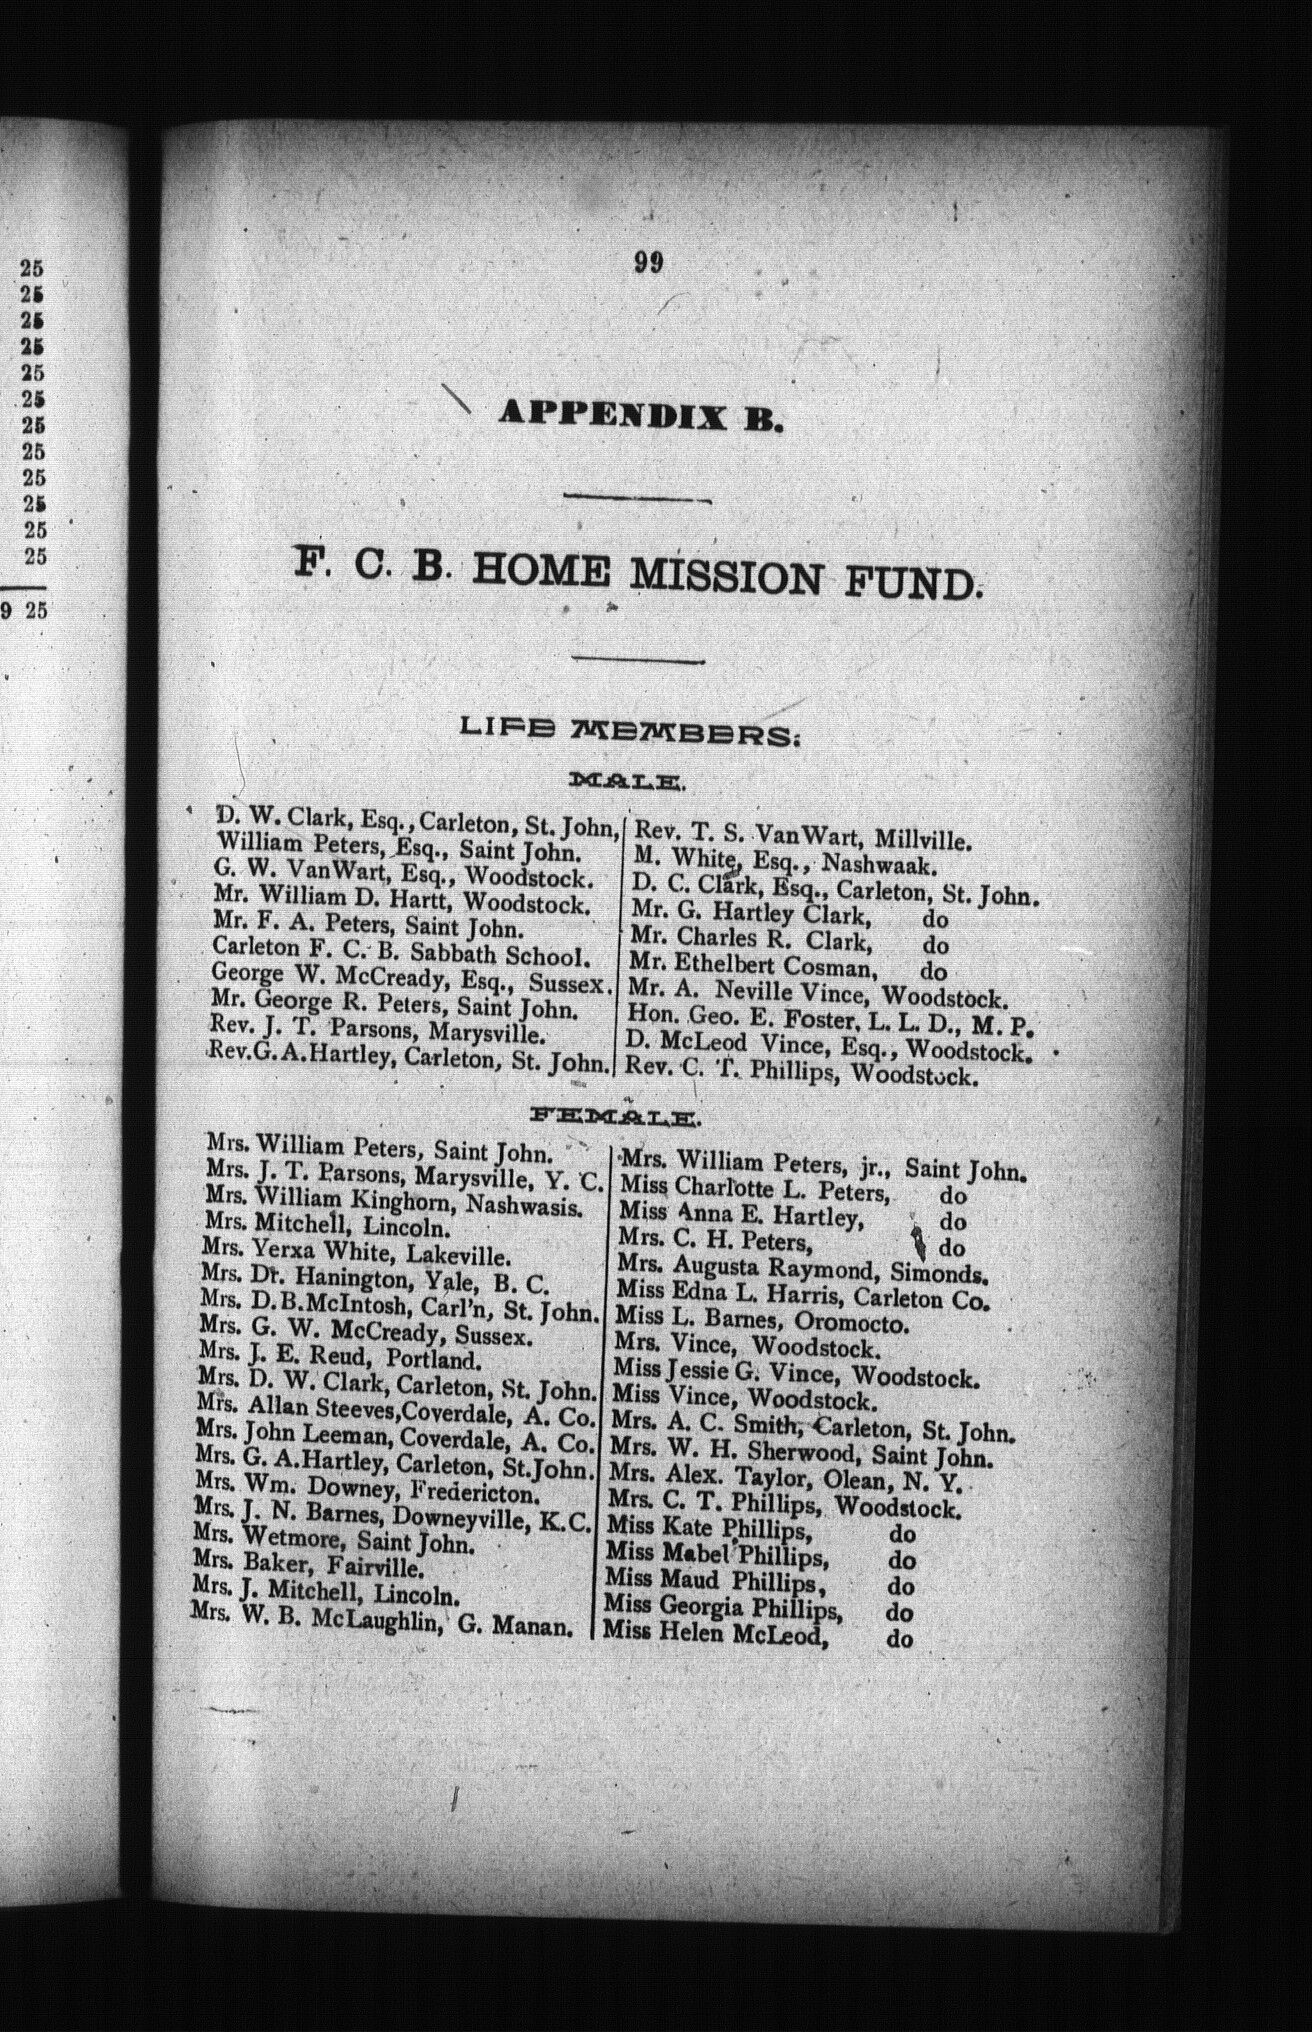 25
25
25
25
25
25
25
25
25
25
25
25
9 25
99
APPENDIX B.
F. C. B. HOME MISSION FUND.
LIFE MEMBERS:
MALE.
D. W. Clark, Esq., Carleton, St. John,
William Peters, Esq., Saint John.
G. W. VanWart, Esq., Woodstock.
Mr. William D. Hartt, Woodstock.
Mr. F. A. Peters, Saint John.
Carleton F. C. B. Sabbath School.
George W. McCready, Esq., Sussex.
Mr. George R. Peters, Saint John.
Rev. J. T. Parsons, Marysville.
Rev. G. A. Hartley, Carleton, St. John.
Rev. T. S. VanWart, Millville.
M. White, Esq., Nashwaak.
D. C. Clark, Esq., Carleton, St. John.
Mr. G. Hartley Clark, do
Mr. Charles R. Clark, do
Mr. Ethelbert Cosman, do
Mr. A. Neville Vince, Woodstock.
Hon. Geo. E. Foster, L. L. D., M. P.
D. McLeod Vince, Esq., Woodstock.
Rev. C. T. Phillips, Woodstock.
FEMALE.
Mrs. William Peters, Saint John.
Mrs. J. T. Parsons, Marysville, Y. C.
Mrs. William Kinghorn, Nashwasis.
Mrs. Mitchell, Lincoln.
Mrs. Yerxa White, Lakeville.
Mrs. Dr. Hanington, Yale, B. C.
Mrs. D. B. McIntosh, Carl'n, St. John.
Mrs. G. W. McCready, Sussex.
Mrs. J. E. Reud, Portland.
Mrs. D. W. Clark, Carleton, St. John.
Mrs. Allan Steeves, Coverdale, A. Co.
Mrs. John Leeman, Coverdale, A. Co.
Mrs. G. A. Hartley, Carleton, St. John.
Mrs. Wm. Downey, Fredericton.
Mrs. J. N. Barnes, Downeyville, K.C.
Mrs. Wetmore, Saint John.
Mrs. Baker, Fairville.
Mrs. J. Mitchell, Lincoln.
Mrs. W. B. McLaughlin, G. Manan.
Mrs. William Peters, jr., Saint John.
Miss Charlotte L. Peters, do
Miss Anna E. Hartley, do
Mrs. C. H. Peters, do
Mrs. Augusta Raymond, Simonds.
Miss Edna L. Harris, Carleton Co.
Miss L. Barnes, Oromocto.
Mrs. Vince, Woodstock.
Miss Jessie G. Vince, Woodstock.
Miss Vince, Woodstock.
Mrs. A. C. Smith, Carleton, St. John.
Mrs. W. H. Sherwood, Saint John.
Mrs. Alex. Taylor, Olean, N. Y.
Mrs. C. T. Phillips, Woodstock.
Miss Kate Phillips, do
Miss Mabel Phillips, do
Miss Maud Phillips, do
Miss Georgia Phillips, do
Miss Helen McLeod, do